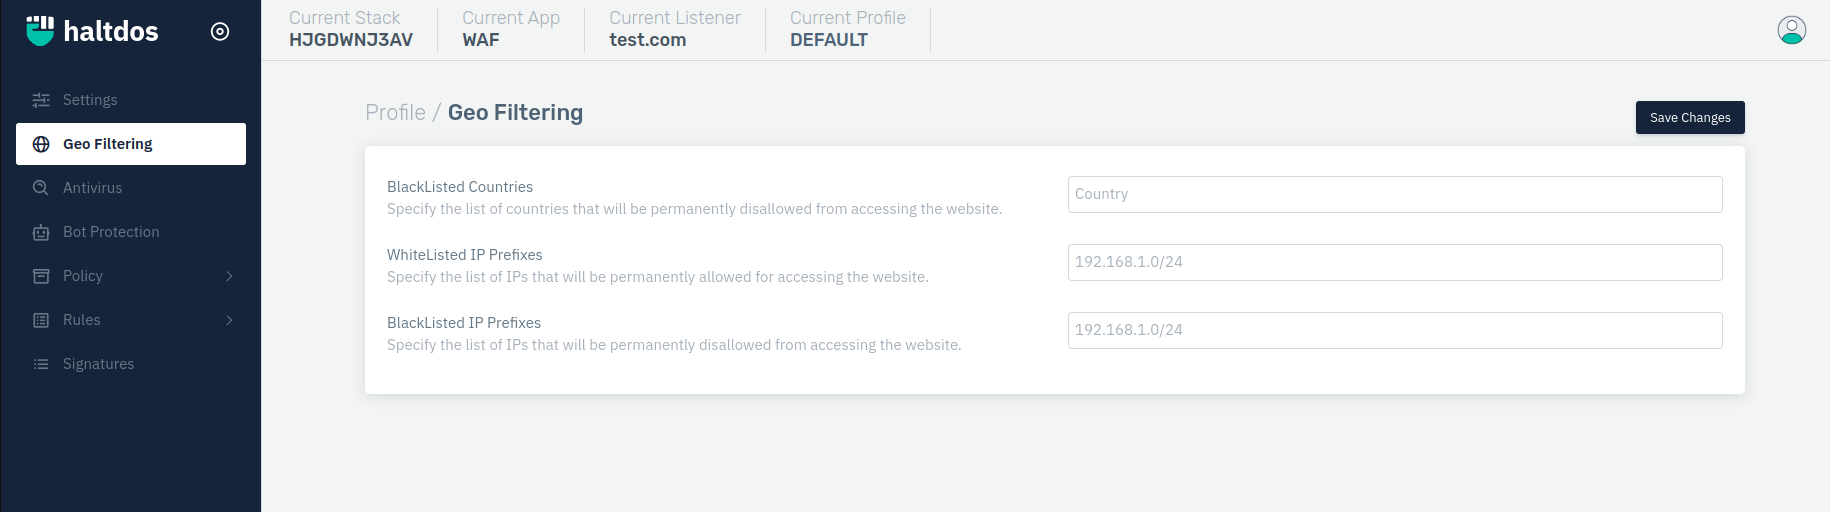 haltdos
Current Stack
HJGDWNJ3AV
Current App
WAF
Current Listener
test.com
Current Profile
DEFAULT
Settings
Geo Filtering
Antivirus
Bot Protection
Policy
Rules
Signatures
Profile / Geo Filtering
Save Changes
BlackListed Countries
Specify the list of countries that will be permanently disallowed from accessing the website.
Country
WhiteListed IP Prefixes
Specify the list of IPs that will be permanently allowed for accessing the website.
192.168.1.0/24
BlackListed IP Prefixes
Specify the list of IPs that will be permanently disallowed from accessing the website.
192.168.1.0/24